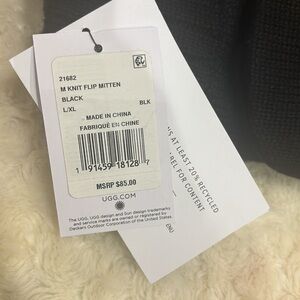 21682
M KNIT FLIP MITTEN
BLACK
L/XL BLK
MADE IN CHINA
FABRIQUÉ EN CHINE
1 91459 18128 7
MSRP $85.00
UGG.COM
The UGG, UGG design and Sun design trademarks
and service marks are owned or registered by
Deckers Outdoor Corporation of the United States.
AT LEAST 20% RECYCLED
FOR CONTENT